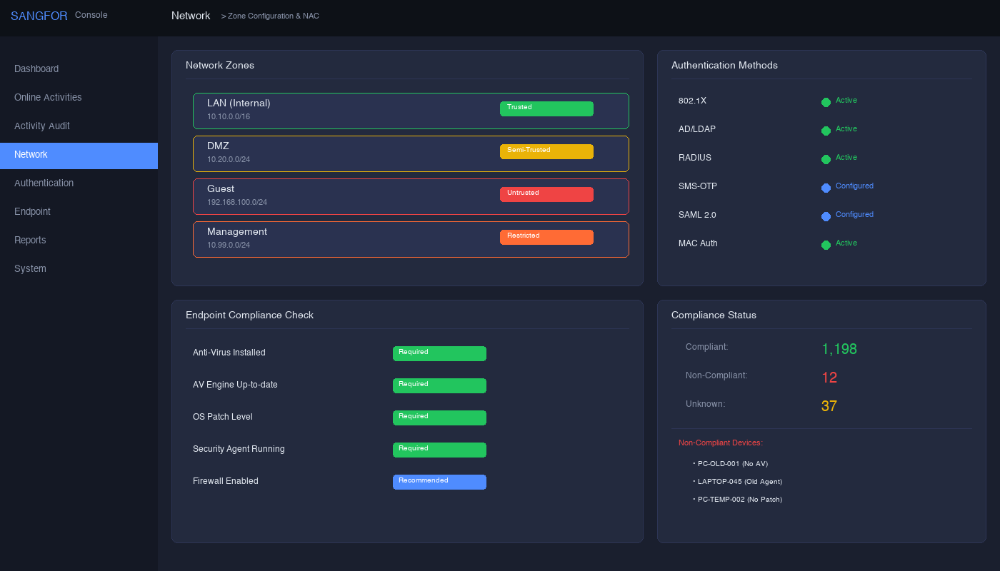 SANGFOR Console
Network > Zone Configuration & NAC
Dashboard
Online Activities
Activity Audit
Network
Authentication
Endpoint
Reports
System
Network Zones
LAN (Internal)
10.10.0.0/16
Trusted
DMZ
10.20.0.0/24
Semi-Trusted
Guest
192.168.100.0/24
Untrusted
Management
10.99.0.0/24
Restricted
Authentication Methods
802.1X Active
AD/LDAP Active
RADIUS Active
SMS-OTP Configured
SAML 2.0 Configured
MAC Auth Active
Endpoint Compliance Check
Anti-Virus Installed Required
AV Engine Up-to-date Required
OS Patch Level Required
Security Agent Running Required
Firewall Enabled Recommended
Compliance Status
Compliant: 1,198
Non-Compliant: 12
Unknown: 37
Non-Compliant Devices:
• PC-OLD-001 (No AV)
• LAPTOP-045 (Old Agent)
• PC-TEMP-002 (No Patch)